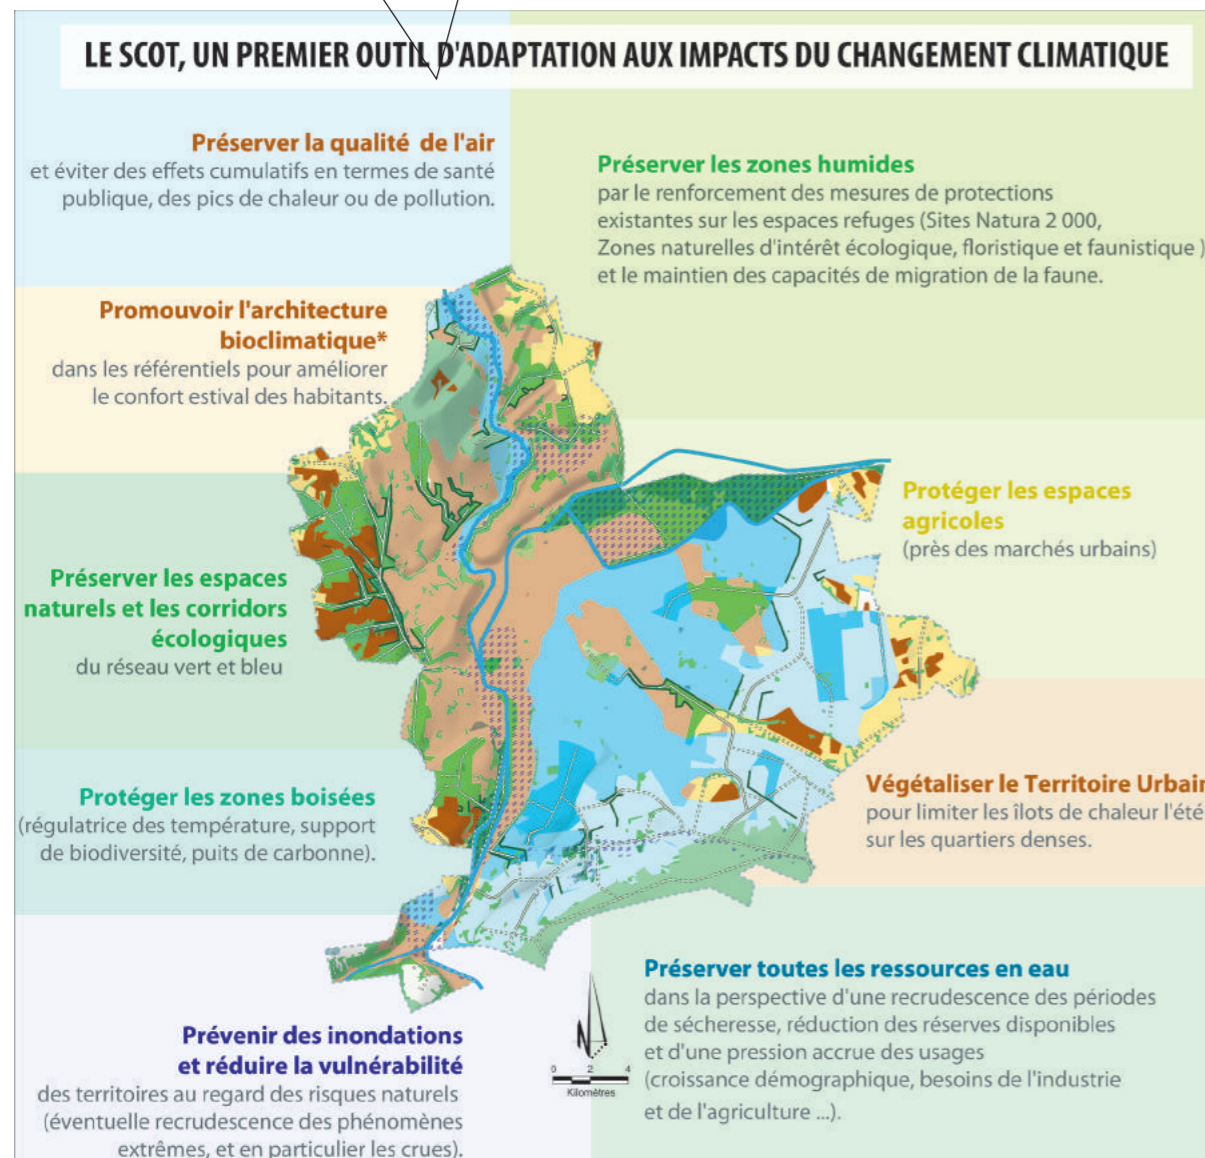 LE SCOT, UN PREMIER OUTIL D'ADAPTATION AUX IMPACTS DU CHANGEMENT CLIMATIQUE
Préserver la qualité de l'air
et éviter des effets cumulatifs en termes de santé
publique, des pics de chaleur ou de pollution.
Préserver les zones humides
par le renforcement des mesures de protections
existantes sur les espaces refuges (Sites Natura 2 000,
Zones naturelles d'intérêt écologique, floristique et faunistique )
et le maintien des capacités de migration de la faune.
Promouvoir l'architecture
bioclimatique*
dans les référentiels pour améliorer
le confort estival des habitants.
Protéger les espaces
agricoles
(près des marchés urbains)
Préserver les espaces
naturels et les corridors
écologiques
du réseau vert et bleu
Végétaliser le Territoire Urbain
pour limiter les îlots de chaleur l'été
sur les quartiers denses.
Protéger les zones boisées
(régulatrice des température, support
de biodiversité, puits de carbonne).
Préserver toutes les ressources en eau
dans la perspective d'une recrudescence des périodes
de sécheresse, réduction des réserves disponibles
et d'une pression accrue des usages
(croissance démographique, besoins de l'industrie
et de l'agriculture ...).
N
0 2 4
Kilomètres
Prévenir des inondations
et réduire la vulnérabilité
des territoires au regard des risques naturels
(éventuelle recrudescence des phénomènes
extrêmes, et en particulier les crues).